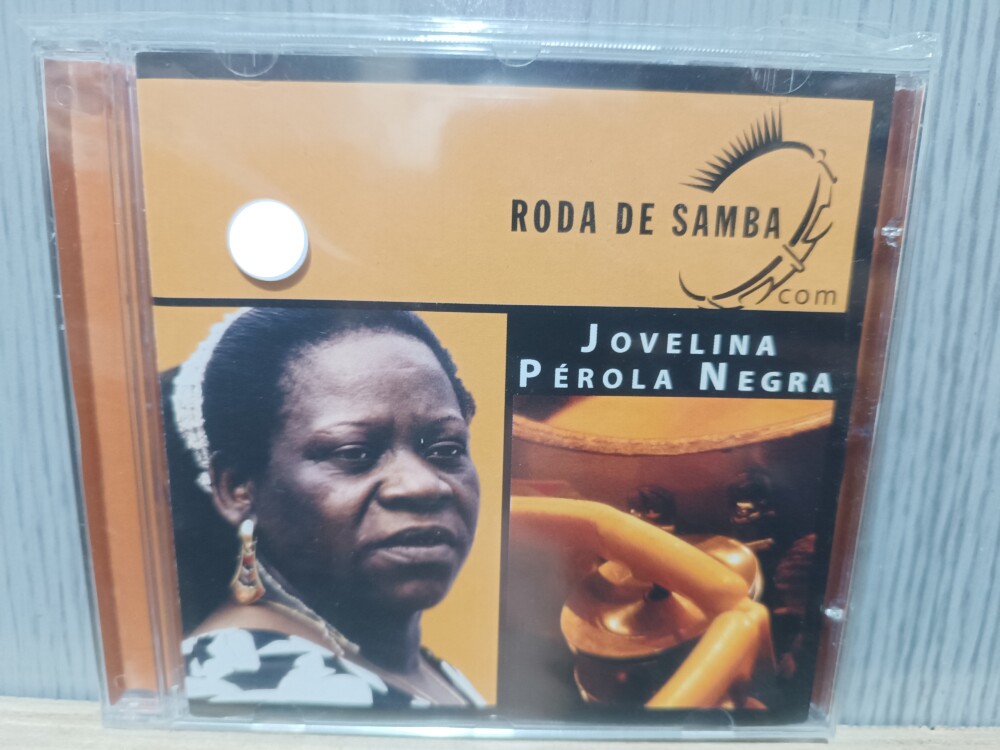 RODA DE SAMBA
com
JOVELINA
PÉROLA NEGRA